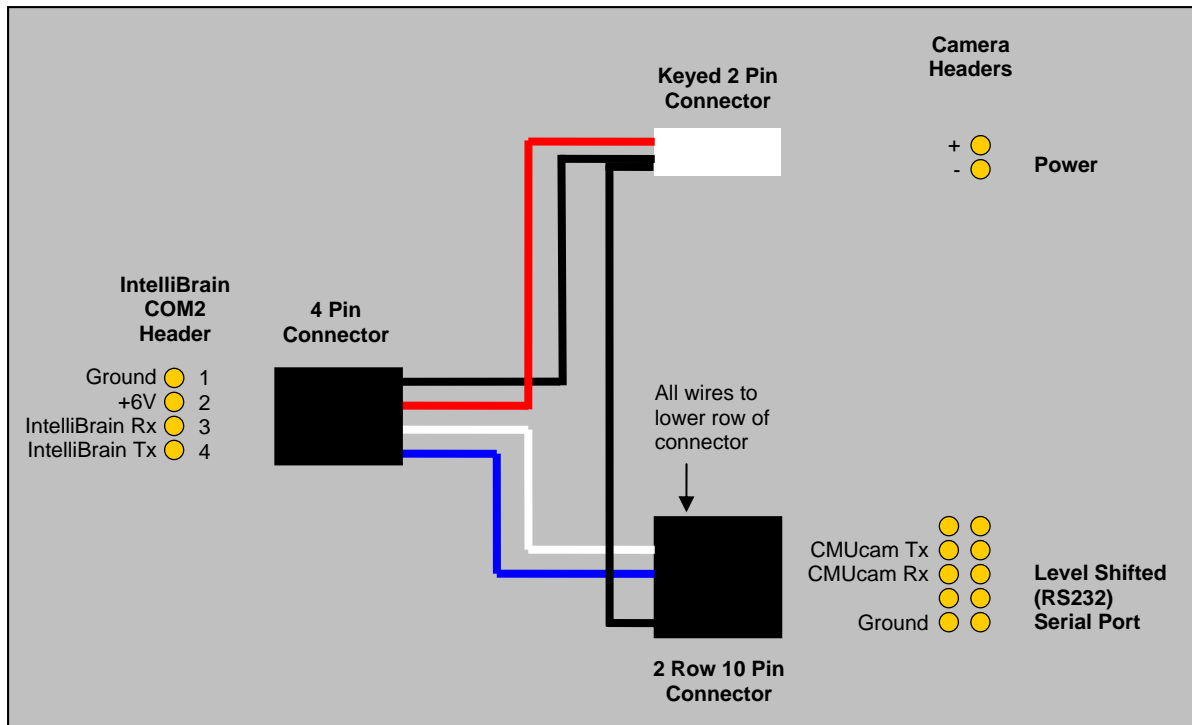 Camera
Headers
Keyed 2 Pin
Connector
+
-
Power
IntelliBrain
COM2
Header
4 Pin
Connector
Ground 1
+6V 2
IntelliBrain Rx 3
IntelliBrain Tx 4
All wires to
lower row of
connector
CMUcam Tx
CMUcam Rx
Ground
Level Shifted
(RS232)
Serial Port
2 Row 10 Pin
Connector